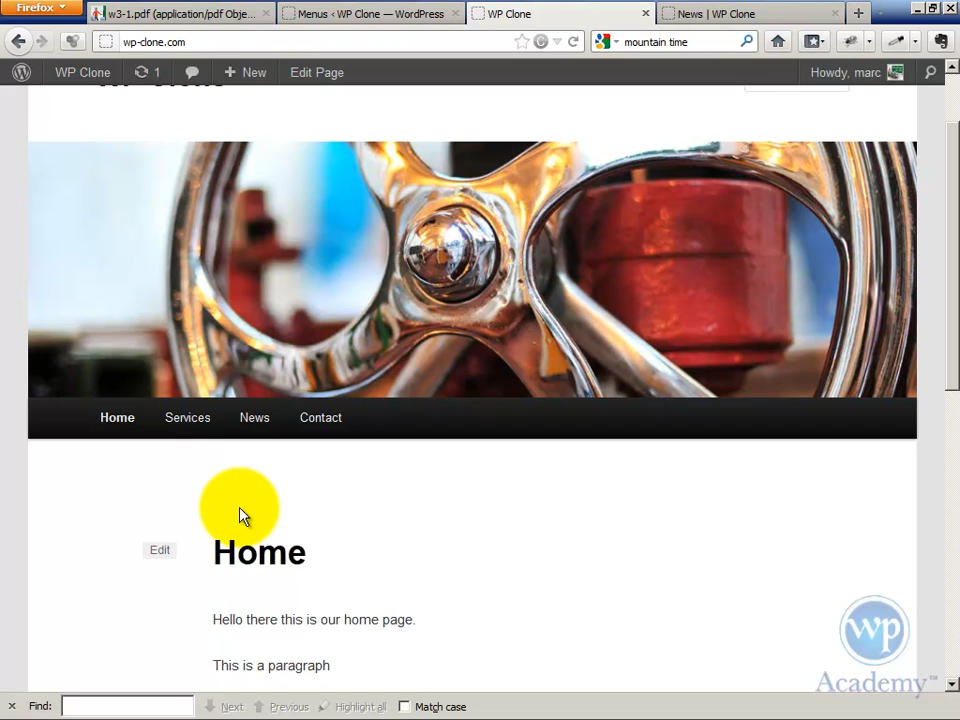 Firefox
w3-1.pdf (application/pdf Obje...
Menus ‹ WP Clone — WordPress
WP Clone
News | WP Clone
wp-clone.com
mountain time
WP Clone
1
New
Edit Page
Howdy, marc
Home
Services
News
Contact
Edit
Home
Hello there this is our home page.
This is a paragraph
wp
Academy™
Find:
Next
Previous
Highlight all
Match case